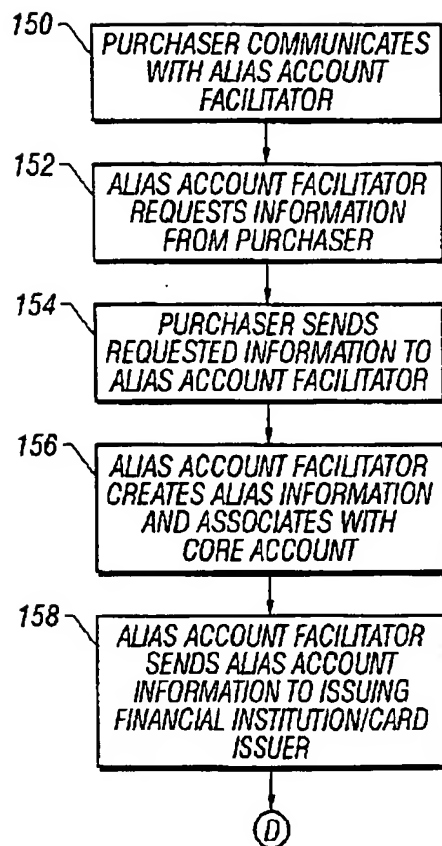 150
PURCHASER COMMUNICATES
WITH ALIAS ACCOUNT
FACILITATOR
152
ALIAS ACCOUNT FACILITATOR
REQUESTS INFORMATION
FROM PURCHASER
154
PURCHASER SENDS
REQUESTED INFORMATION TO
ALIAS ACCOUNT FACILITATOR
156
ALIAS ACCOUNT FACILITATOR
CREATES ALIAS INFORMATION
AND ASSOCIATES WITH
CORE ACCOUNT
158
ALIAS ACCOUNT FACILITATOR
SENDS ALIAS ACCOUNT
INFORMATION TO ISSUING
FINANCIAL INSTITUTION/CARD
ISSUER
D